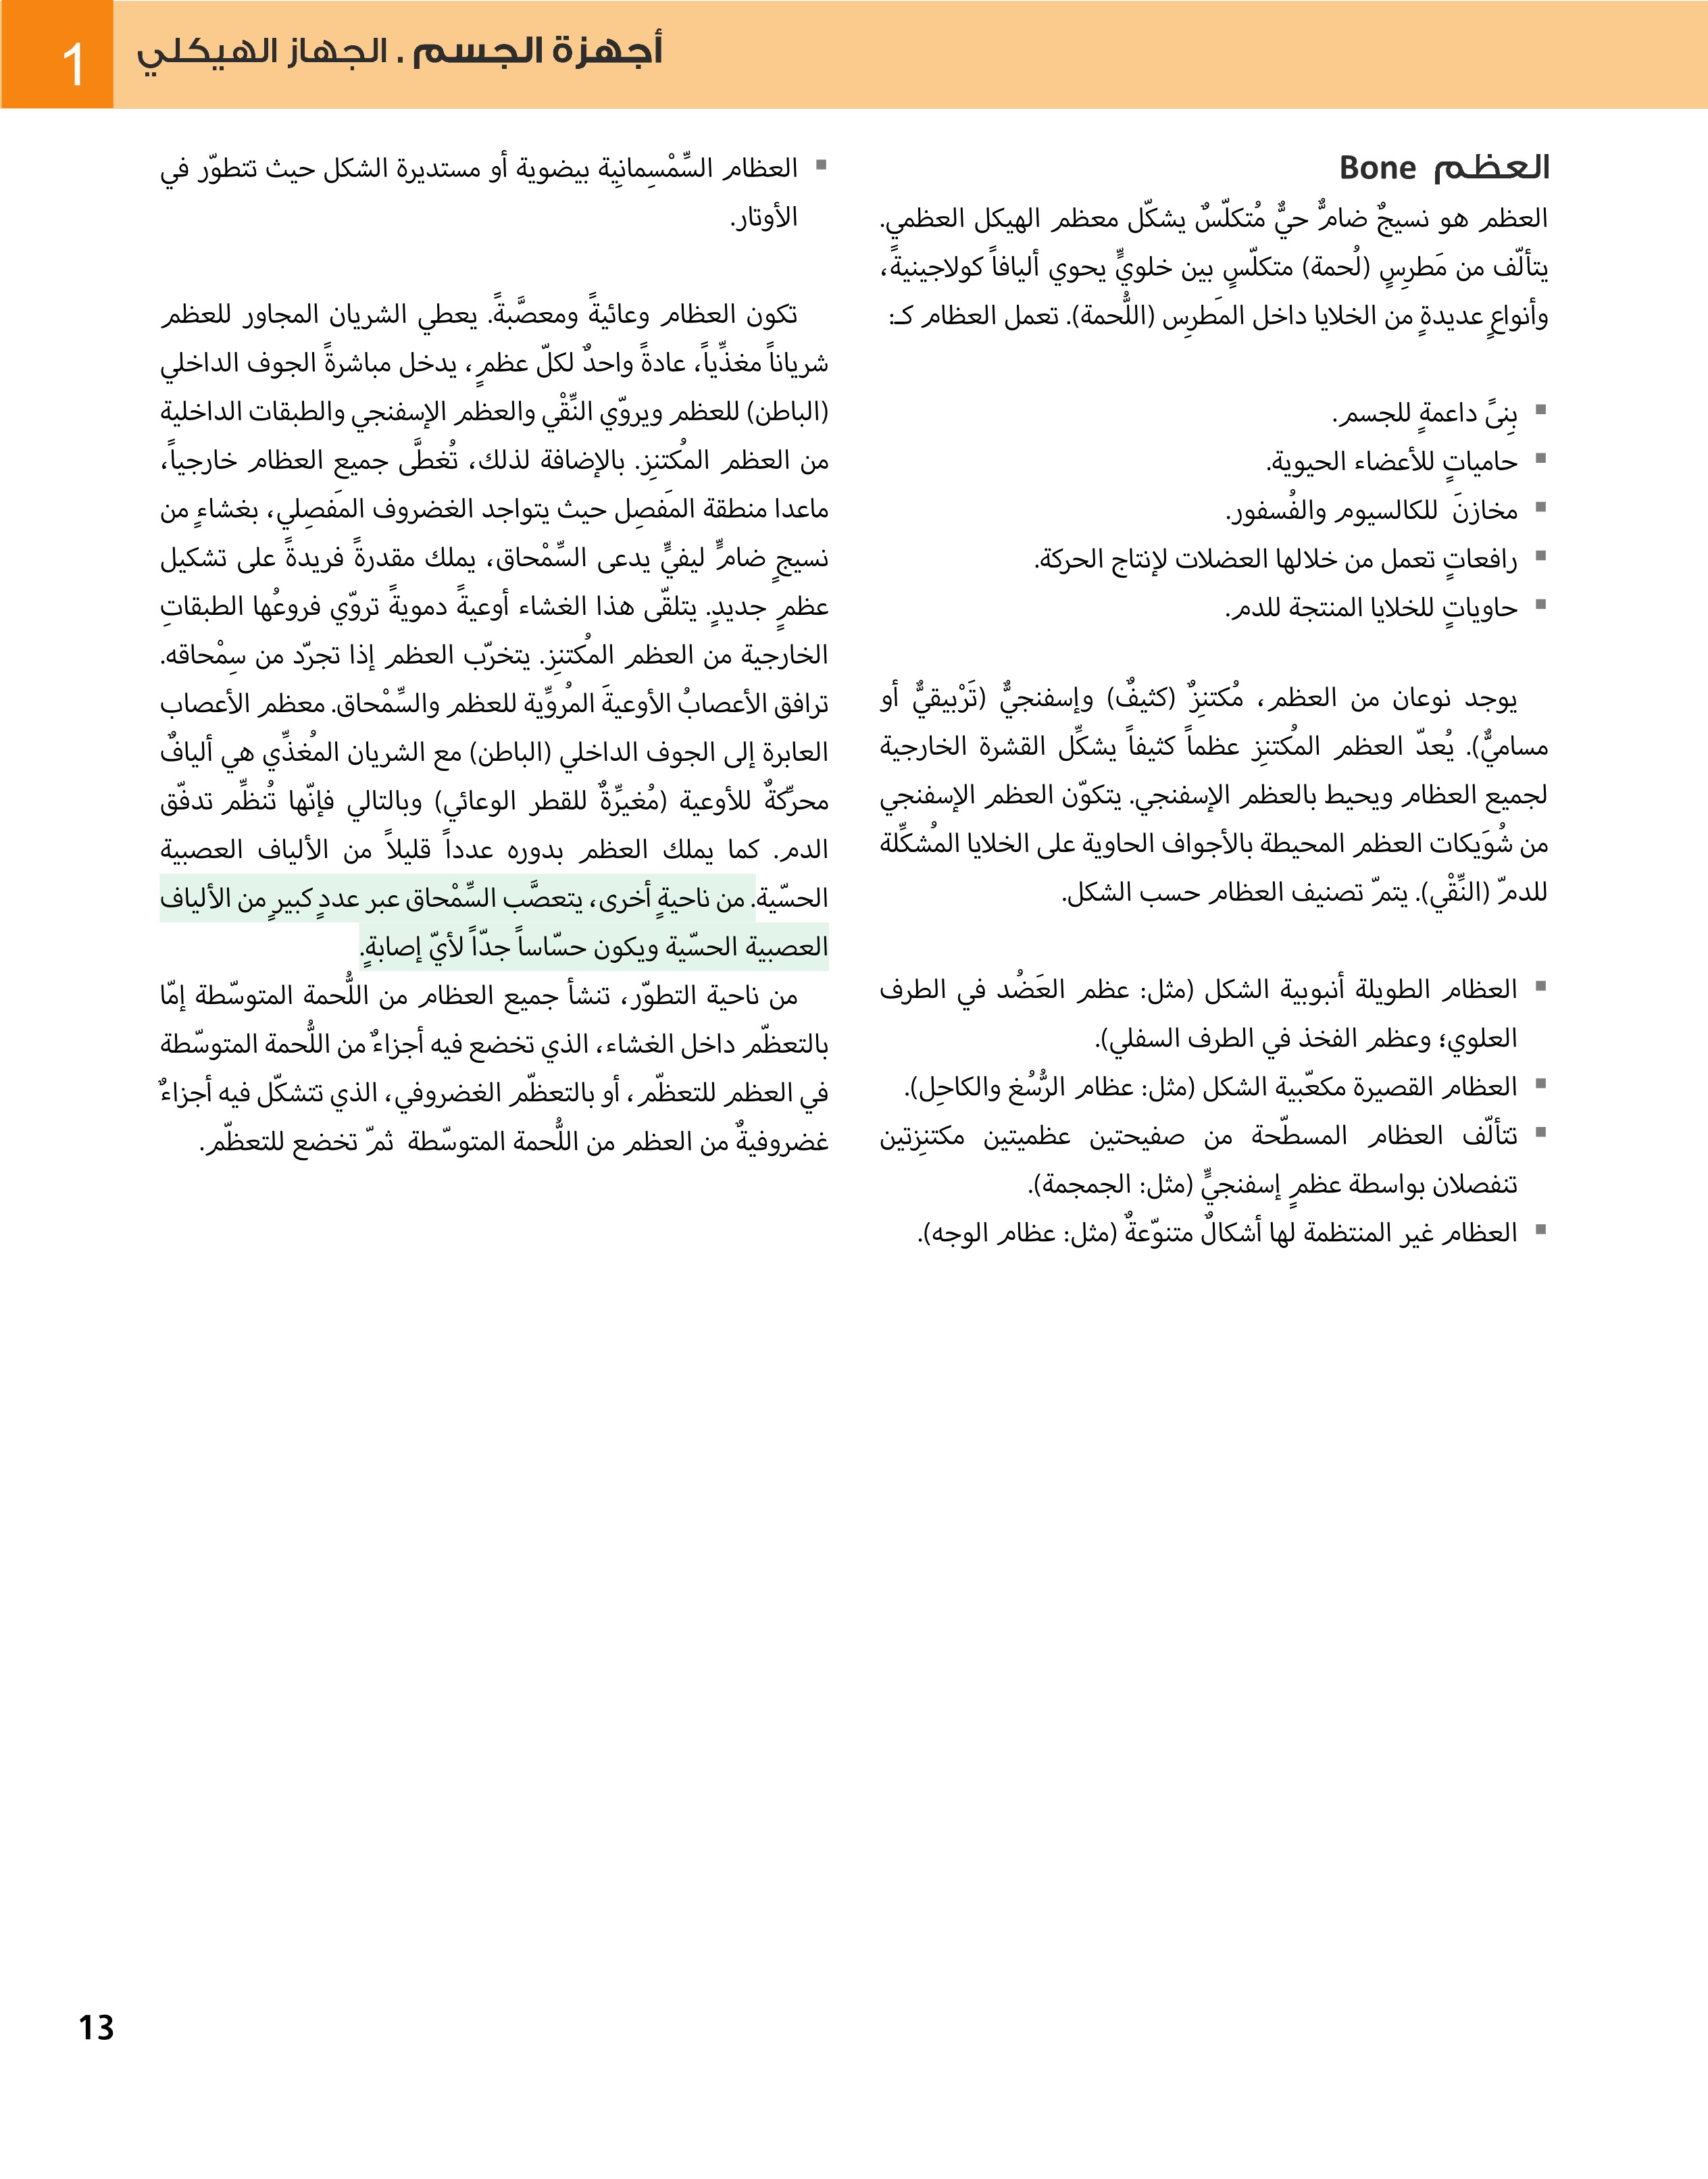 أجهزة الجسم . الجهاز الهيكلي
1
العظم Bone
العظم هو نسيجٌ ضامٌّ حيٌّ مُتكلّسٌ يشكّل معظم الهيكل العظمي.
يتألّف من مَطرِسٍ (لُحمة) متكلّسٍ بين خلويٍّ يحوي أليافاً كولاجينيةً،
وأنواعٍ عديدةٍ من الخلايا داخل المَطرِس (اللُّحمة). تعمل العظام كـ:
▪ بِنىً داعمةٍ للجسم.
▪ حامياتٍ للأعضاء الحيوية.
▪ مخازنَ للكالسيوم والفُسفور.
▪ رافعاتٍ تعمل من خلالها العضلات لإنتاج الحركة.
▪ حاوياتٍ للخلايا المنتجة للدم.
يوجد نوعان من العظم، مُكتنِزٌ (كثيفٌ) وإسفنجيٌّ (تَرْبيقيٌّ أو
مساميٌّ). يُعدّ العظم المُكتنِز عظماً كثيفاً يشكِّل القشرة الخارجية
لجميع العظام ويحيط بالعظم الإسفنجي. يتكوّن العظم الإسفنجي
من شُوَيكات العظم المحيطة بالأجواف الحاوية على الخلايا المُشكِّلة
للدمّ (النِّقْي). يتمّ تصنيف العظام حسب الشكل.
▪ العظام الطويلة أنبوبية الشكل (مثل: عظم العَضُد في الطرف
العلوي؛ وعظم الفخذ في الطرف السفلي).
▪ العظام القصيرة مكعّبية الشكل (مثل: عظام الرُّسُغ والكاحِل).
▪ تتألّف العظام المسطّحة من صفيحتين عظميتين مكتنِزتين
تنفصلان بواسطة عظمٍ إسفنجيٍّ (مثل: الجمجمة).
▪ العظام غير المنتظمة لها أشكالٌ متنوّعةٌ (مثل: عظام الوجه).
▪ العظام السِّمْسِمانِية بيضوية أو مستديرة الشكل حيث تتطوّر في
الأوتار.
تكون العظام وعائيةً ومعصَّبةً. يعطي الشريان المجاور للعظم
شرياناً مغذِّياً، عادةً واحدٌ لكلّ عظمٍ، يدخل مباشرةً الجوف الداخلي
(الباطن) للعظم ويروّي النِّقْي والعظم الإسفنجي والطبقات الداخلية
من العظم المُكتنِز. بالإضافة لذلك، تُغطَّى جميع العظام خارجياً،
ماعدا منطقة المَفصِل حيث يتواجد الغضروف المَفصِلي، بغشاءٍ من
نسيجٍ ضامٍّ ليفيٍّ يدعى السِّمْحاق، يملك مقدرةً فريدةً على تشكيل
عظمٍ جديدٍ. يتلقّى هذا الغشاء أوعيةً دمويةً تروّي فروعُها الطبقاتِ
الخارجية من العظم المُكتنِز. يتخرّب العظم إذا تجرّد من سِمْحاقه.
ترافق الأعصابُ الأوعيةَ المُروِّية للعظم والسِّمْحاق. معظم الأعصاب
العابرة إلى الجوف الداخلي (الباطن) مع الشريان المُغذِّي هي أليافٌ
محرّكةٌ للأوعية (مُغيرِّةٌ للقطر الوعائي) وبالتالي فإنّها تُنظِّم تدفّق
الدم. كما يملك العظم بدوره عدداً قليلاً من الألياف العصبية
الحسّية. من ناحيةٍ أخرى، يتعصَّب السِّمْحاق عبر عددٍ كبيرٍ من الألياف
العصبية الحسّية ويكون حسّاساً جدّاً لأيّ إصابةٍ.
من ناحية التطوّر، تنشأ جميع العظام من اللُّحمة المتوسّطة إمّا
بالتعظّم داخل الغشاء، الذي تخضع فيه أجزاءٌ من اللُّحمة المتوسّطة
في العظم للتعظّم، أو بالتعظّم الغضروفي، الذي تتشكّل فيه أجزاءٌ
غضروفيةٌ من العظم من اللُّحمة المتوسّطة ثمّ تخضع للتعظّم.
13